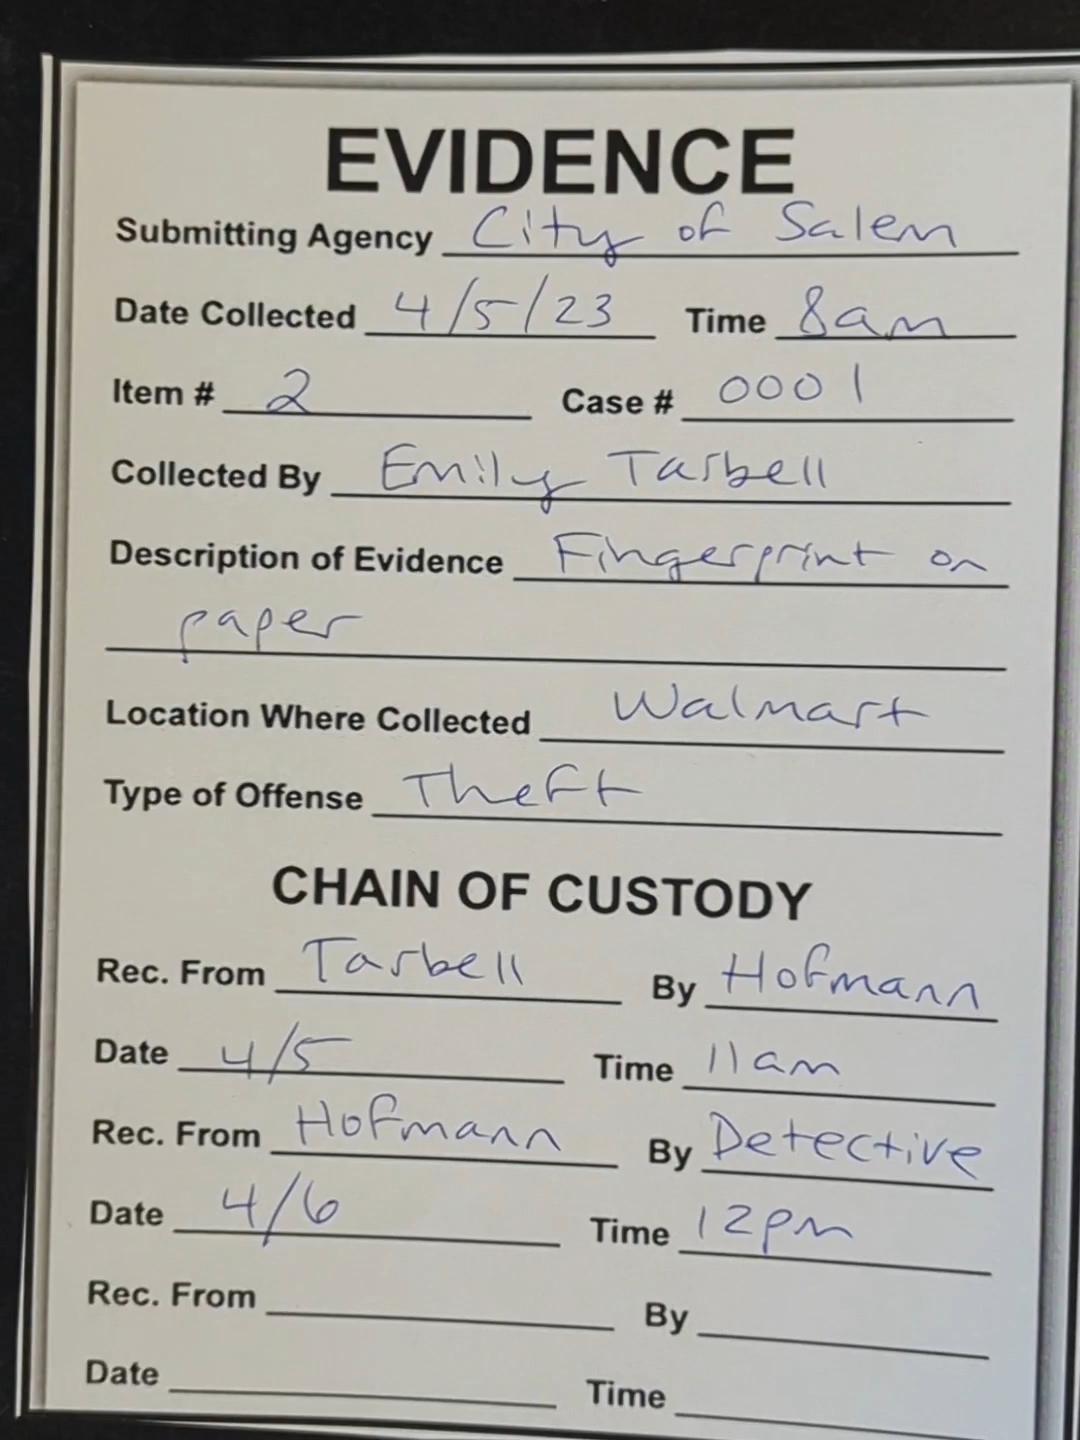 EVIDENCE
Submitting Agency City of Salem
Date Collected 4/5/23 Time 8am
Item # 2 Case # 0001
Collected By Emily Tarbell
Description of Evidence Fingerprint on
paper
Location Where Collected Walmart
Type of Offense Theft
CHAIN OF CUSTODY
Rec. From Tarbell By Hofmann
Date 4/5 Time 11am
Rec. From Hofmann By Detective
Date 4/6 Time 12pm
Rec. From By
Date Time